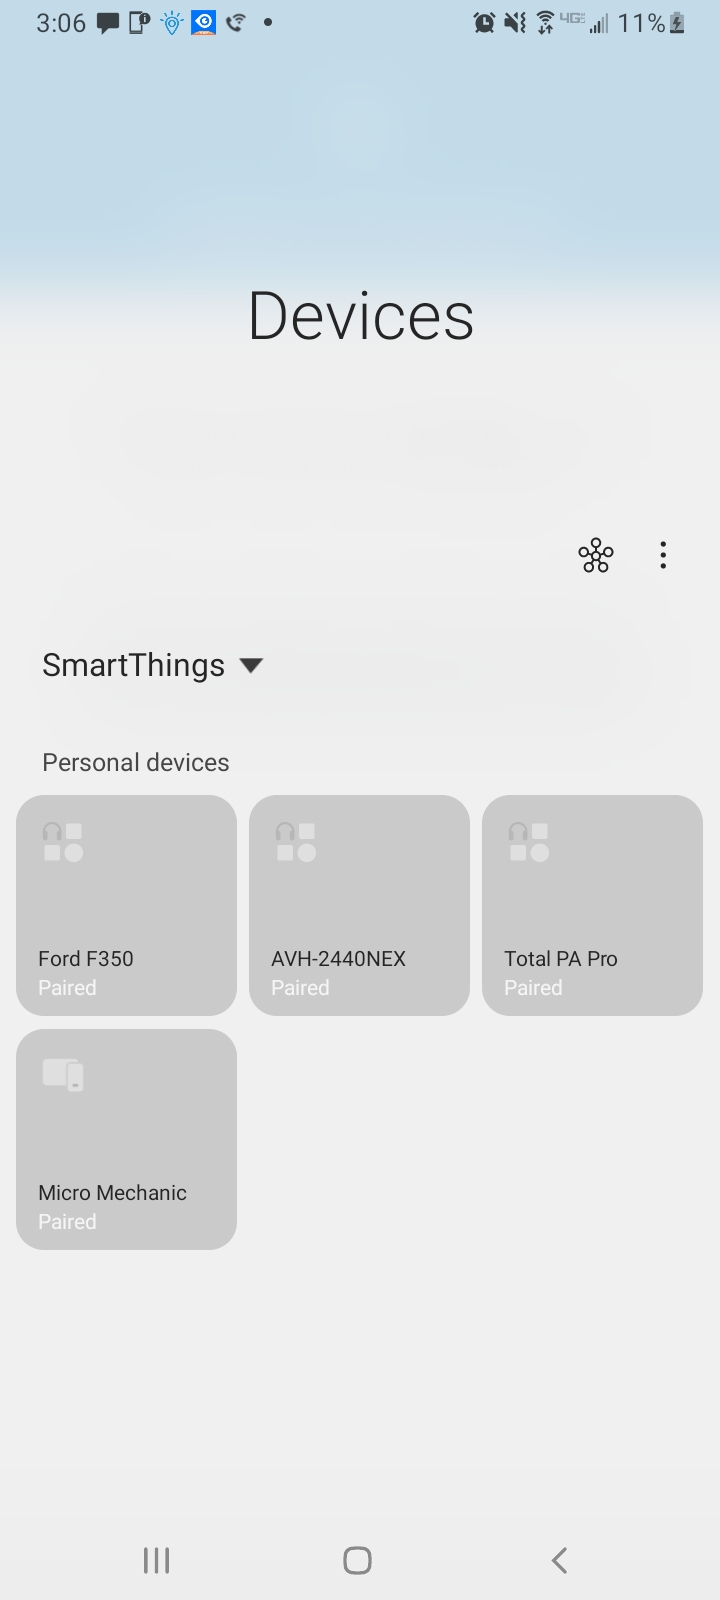 3:06
4G
11%
Devices
SmartThings
Personal devices
Ford F350
Paired
AVH-2440NEX
Paired
Total PA Pro
Paired
Micro Mechanic
Paired